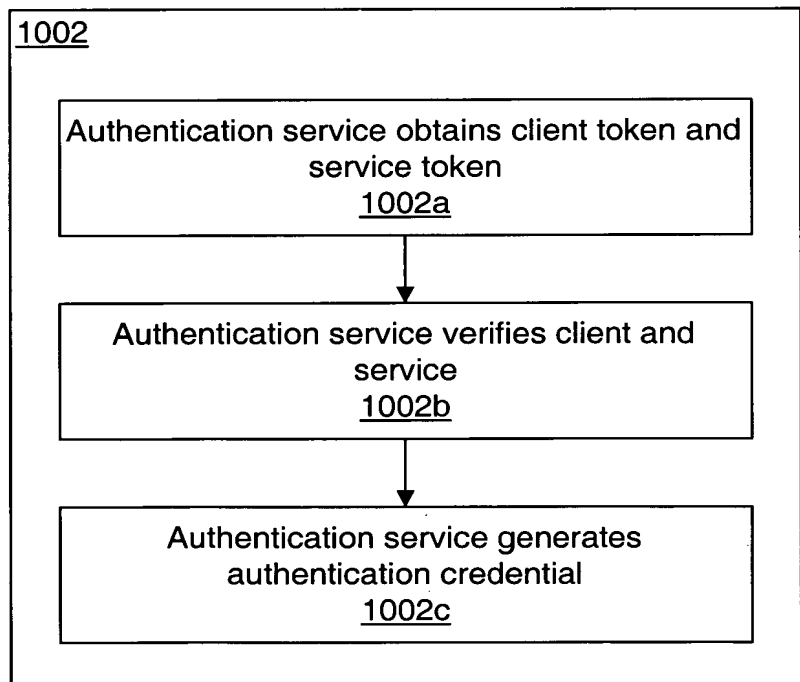 1002
Authentication service obtains client token and
service token
1002a
Authentication service verifies client and
service
1002b
Authentication service generates
authentication credential
1002c